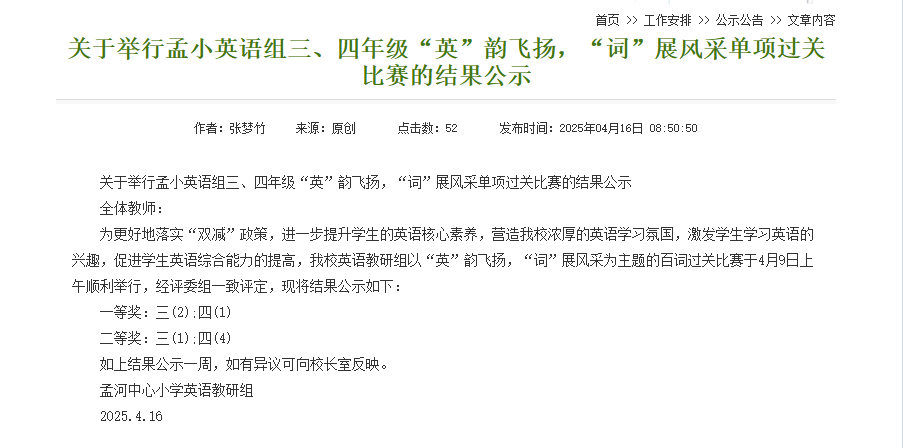 首页 >> 工作安排 >> 公示公告 >> 文章内容
关于举行孟小英语组三、四年级“英”韵飞扬，“词”展风采单项过关
比赛的结果公示
作者：张梦竹 来源：原创 点击数：52 发布时间：2025年04月16日 08:50:50
关于举行孟小英语组三、四年级“英”韵飞扬，“词”展风采单项过关比赛的结果公示
全体教师：
为更好地落实“双减”政策，进一步提升学生的英语核心素养，营造我校浓厚的英语学习氛围，激发学生学习英语的
兴趣，促进学生英语综合能力的提高，我校英语教研组以“英”韵飞扬，“词”展风采为主题的百词过关比赛于4月9日上
午顺利举行，经评委组一致评定，现将结果公示如下：
一等奖：三(2);四(1)
二等奖：三(1);四(4)
如上结果公示一周，如有异议可向校长室反映。
孟河中心小学英语教研组
2025.4.16